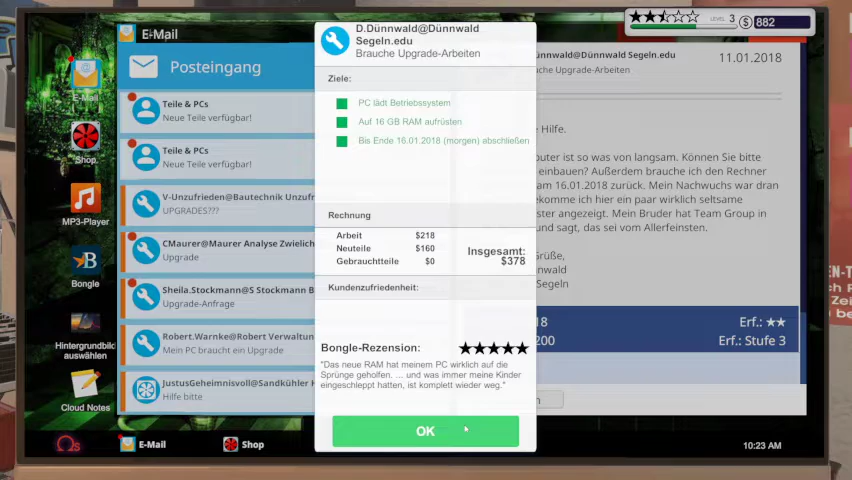 E-Mail
Posteingang
Teile & PCs
Neue Teile verfügbar!
Teile & PCs
Neue Teile verfügbar!
V-Unzufrieden@Bautechnik Unzuf
UPGRADES???
CMaurer@Maurer Analyse Zwielich
Upgrade
Sheila.Stockmann@S Stockmann B
Upgrade-Anfrage
Robert.Warnke@Robert Verwaltun
Mein PC braucht ein Upgrade
JustusGeheimnisvoll@Sandkühler
Hilfe bitte
E-Mail
Shop
MP3-Player
Bongle
Hintergrundbild
auswählen
Cloud Notes
D.Dünnwald@Dünnwald
Segeln.edu
Brauche Upgrade-Arbeiten
Ziele:
PC lädt Betriebssystem
Auf 16 GB RAM aufrüsten
Bis Ende 16.01.2018 (morgen) abschließen
Rechnung
Arbeit $218
Neuteile $160
Gebrauchtteile $0
Insgesamt:
$378
Kundenzufriedenheit:
Bongle-Rezension:
"Das neue RAM hat meinem PC wirklich auf die
Sprünge geholfen. ... und was immer meine Kinder
eingeschleppt hatten, ist komplett wieder weg."
OK
LEVEL 3
$ 882
ünnwald@Dünnwald Segeln.edu
11.01.2018
uche Upgrade-Arbeiten
e Hilfe.
puter ist so was von langsam. Können Sie bitte
einbauen? Außerdem brauche ich den Rechner
am 16.01.2018 zurück. Mein Nachwuchs war dran
ekomme ich hier ein paar wirklich seltsame
ster angezeigt. Mein Bruder hat Team Group in
und sagt, das sei vom Allerfeinsten.
Grüße,
nnwald
Segeln
18
Erf.: ★★
200
Erf.: Stufe 3
E-Mail
Shop
10:23 AM
EN-T